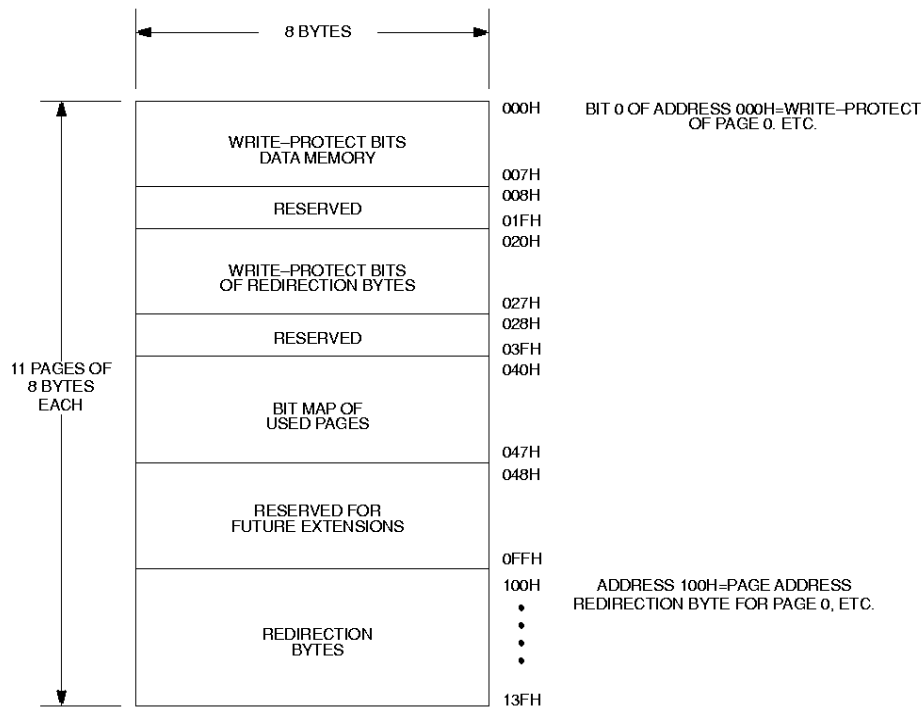 8 BYTES
000H
BIT 0 OF ADDRESS 000H=WRITE–PROTECT
OF PAGE 0. ETC.
WRITE–PROTECT BITS
DATA MEMORY
007H
008H
RESERVED
01FH
020H
WRITE–PROTECT BITS
OF REDIRECTION BYTES
027H
028H
RESERVED
03FH
11 PAGES OF
8 BYTES
EACH
040H
BIT MAP OF
USED PAGES
047H
048H
RESERVED FOR
FUTURE EXTENSIONS
0FFH
100H
ADDRESS 100H=PAGE ADDRESS
REDIRECTION BYTE FOR PAGE 0, ETC.
REDIRECTION
BYTES
13FH